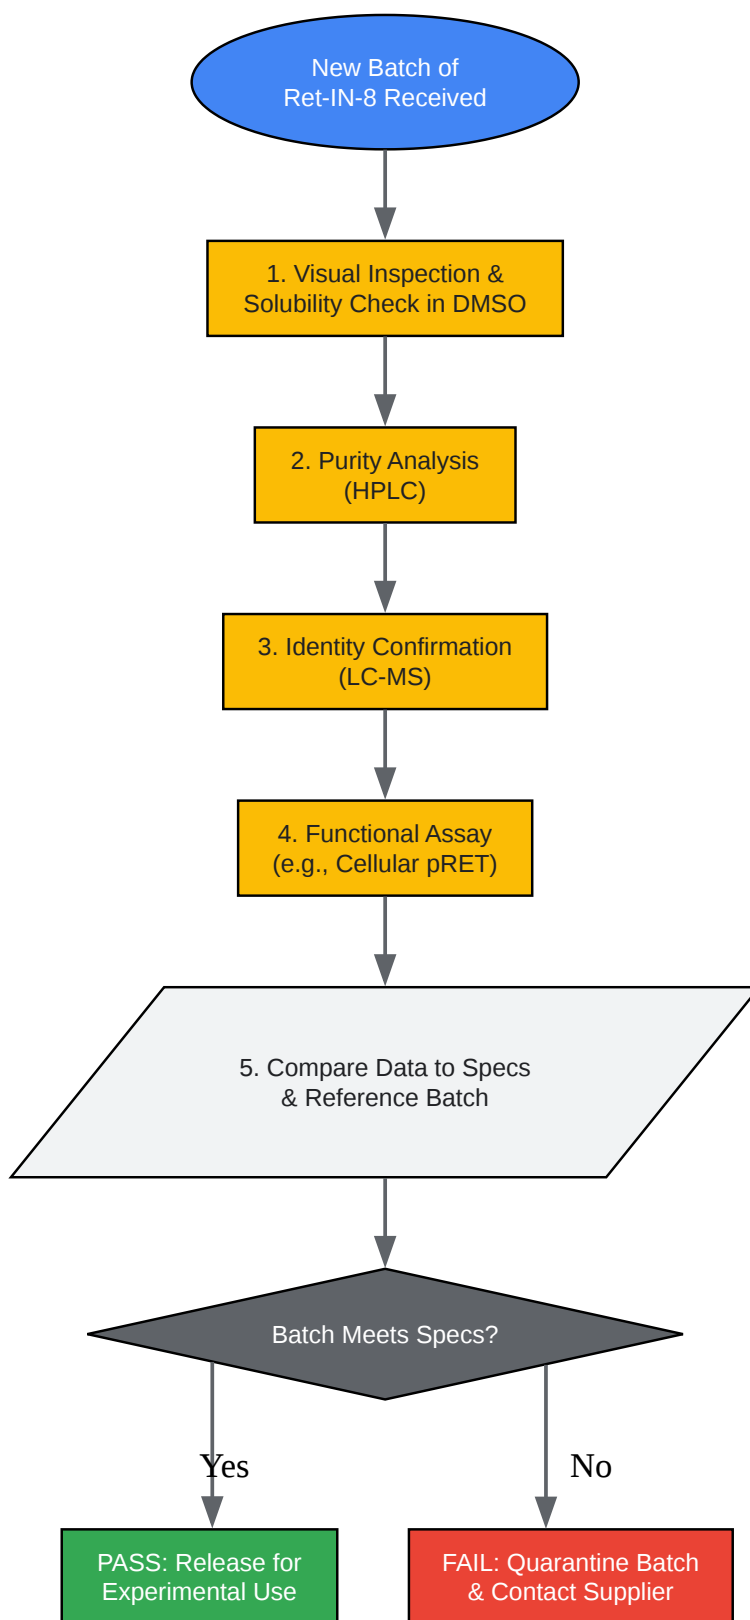 New Batch of
Ret-IN-8 Received
1. Visual Inspection &
Solubility Check in DMSO
2. Purity Analysis
(HPLC)
3. Identity Confirmation
(LC-MS)
4. Functional Assay
(e.g., Cellular pRET)
5. Compare Data to Specs
& Reference Batch
Batch Meets Specs?
Yes
No
PASS: Release for
Experimental Use
FAIL: Quarantine Batch
& Contact Supplier